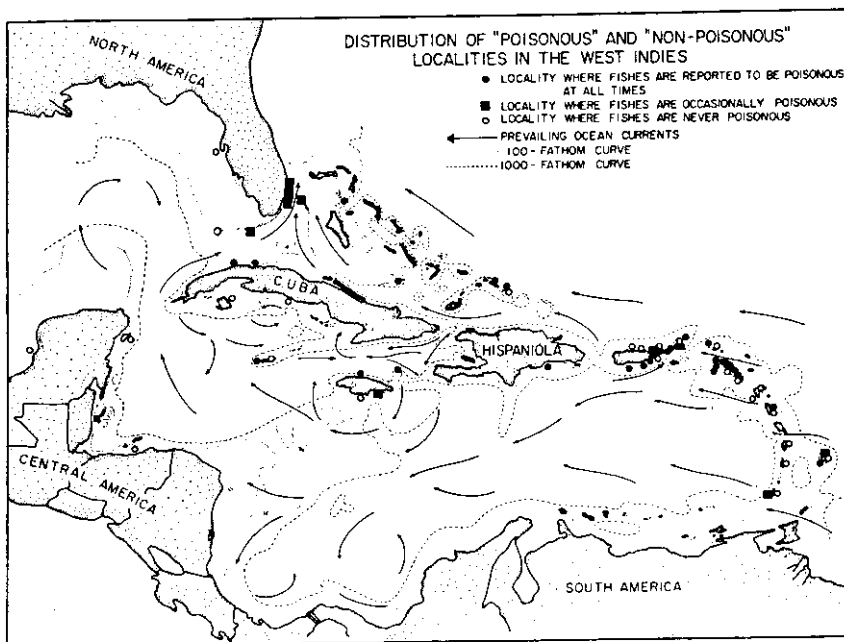 DISTRIBUTION OF "POISONOUS" AND "NON-POISONOUS"
LOCALITIES IN THE WEST INDIES
LOCALITY WHERE FISHES ARE REPORTED TO BE POISONOUS
AT ALL TIMES
LOCALITY WHERE FISHES ARE OCCASIONALLY POISONOUS
LOCALITY WHERE FISHES ARE NEVER POISONOUS
PREVAILING OCEAN CURRENTS
100-FATHOM CURVE
1000-FATHOM CURVE
NORTH AMERICA
CUBA
HISPANIOLA
CENTRAL AMERICA
SOUTH AMERICA